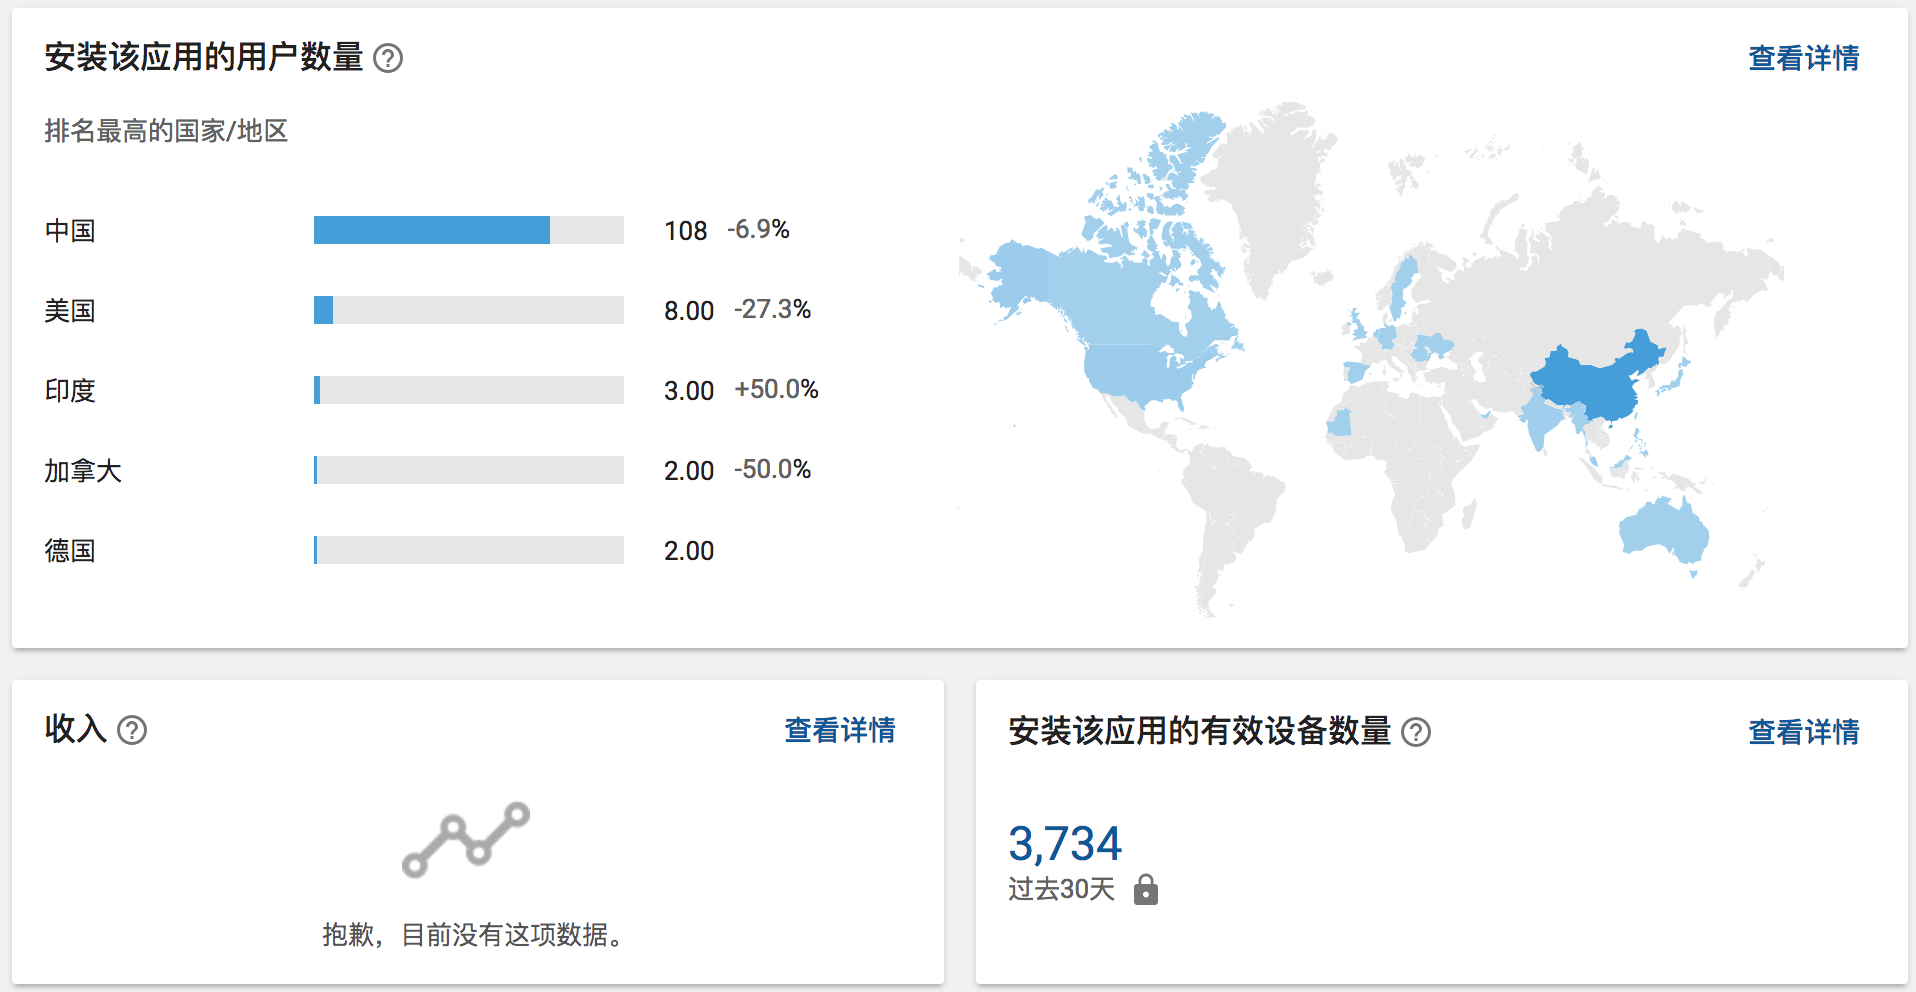 安装该应用的用户数量 ?
查看详情
排名最高的国家/地区
中国 108 -6.9%
美国 8.00 -27.3%
印度 3.00 +50.0%
加拿大 2.00 -50.0%
德国 2.00
收入 ?
查看详情
抱歉，目前没有这项数据。
安装该应用的有效设备数量 ?
查看详情
3,734
过去30天